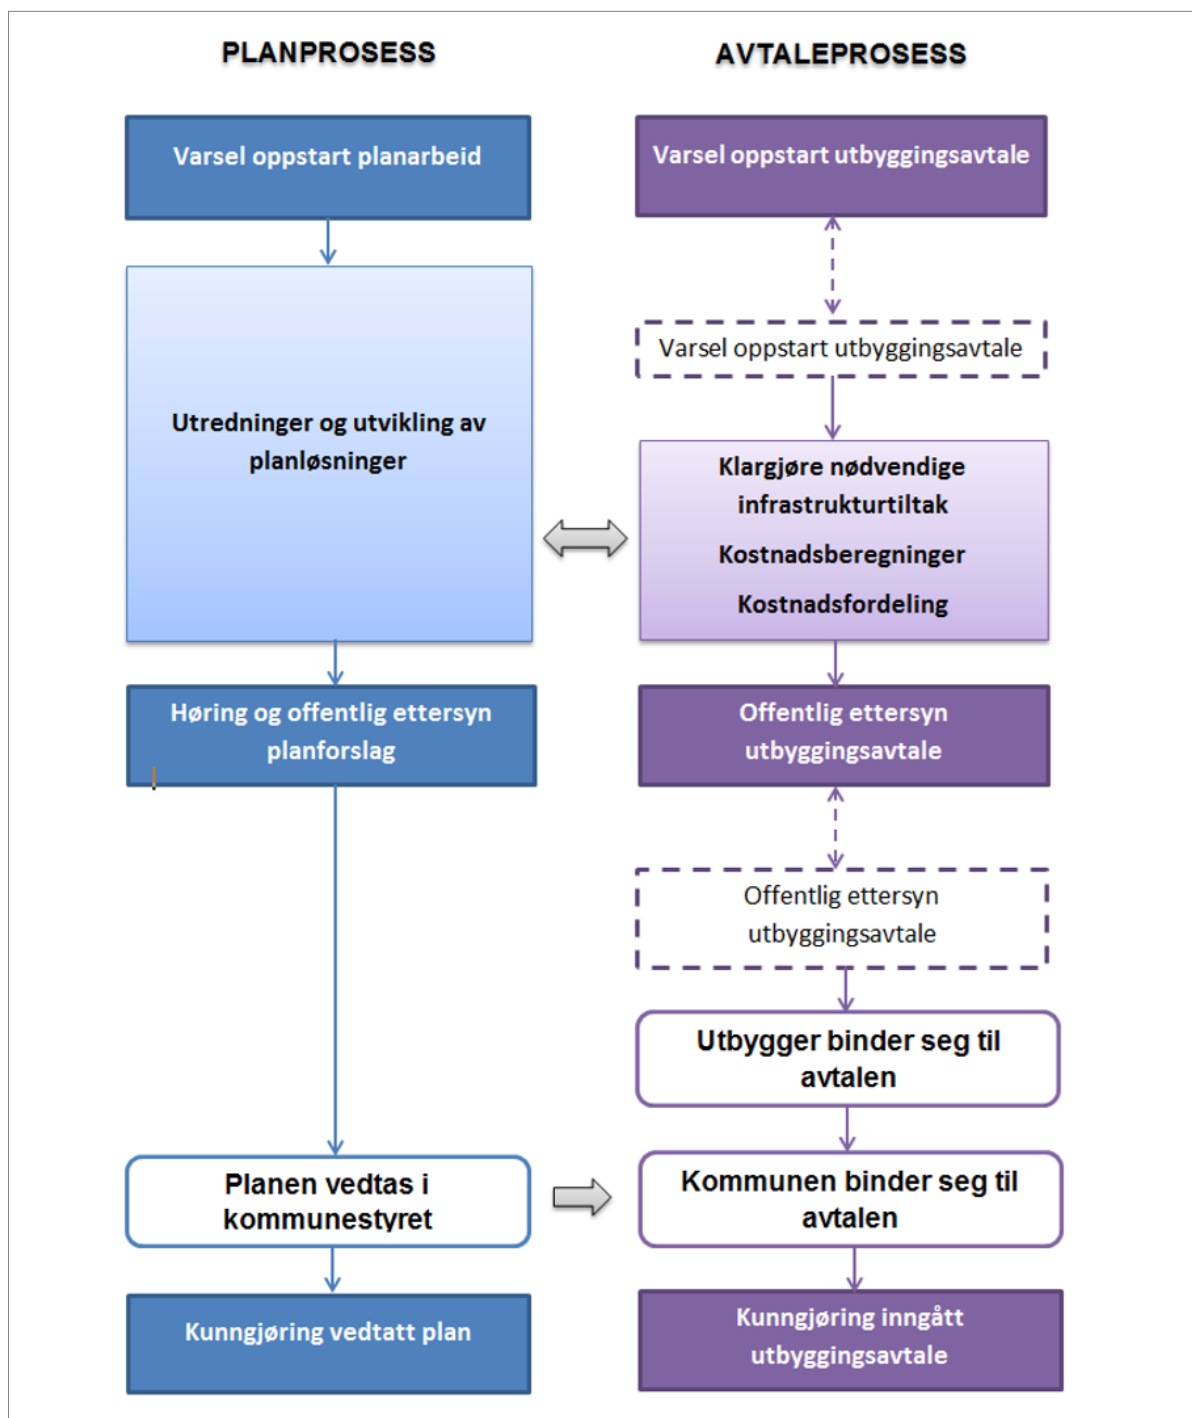 PLANPROSESS
Varsel oppstart planarbeid
Utredninger og utvikling av
planløsninger
Høring og offentlig ettersyn
planforslag
Planen vedtas i
kommunestyret
Kunngjøring vedtatt plan
AVTALEPROSESS
Varsel oppstart utbyggingsavtale
Varsel oppstart utbyggingsavtale
Klargjøre nødvendige
infrastrukturtiltak
Kostnadsberegninger
Kostnadsfordeling
Offentlig ettersyn
utbyggingsavtale
Offentlig ettersyn
utbyggingsavtale
Utbygger binder seg til
avtalen
Kommunen binder seg til
avtalen
Kunngjøring inngått
utbyggingsavtale